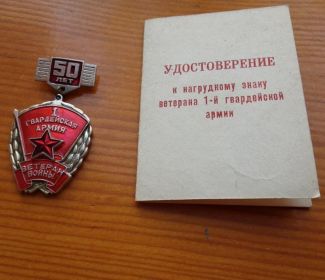 50
ЛЕТ
1
ГВАРДЕЙСКАЯ
АРМИЯ
ВЕТЕРАН
ВОЙНЫ
УДОСТОВЕРЕНИЕ
к нагрудному знаку
ветерана 1-й гвардейской
армии